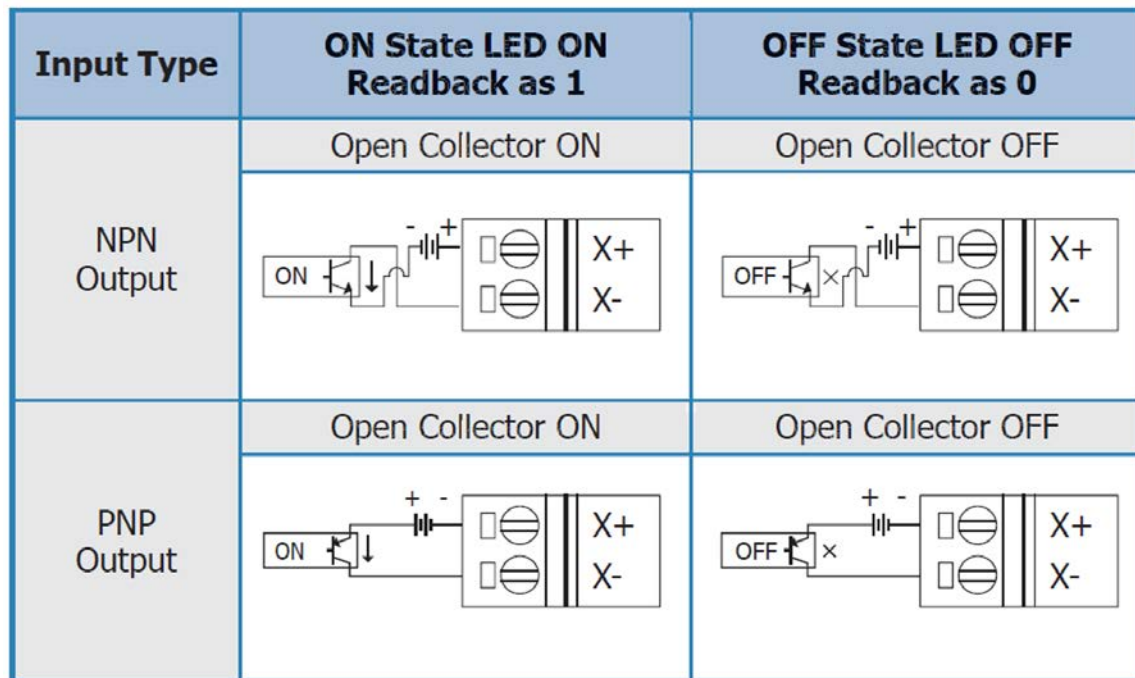 Input Type
ON State LED ON
Readback as 1
OFF State LED OFF
Readback as 0
NPN
Output
Open Collector ON
Open Collector OFF
- +
ON
X+
X-
- +
OFF
×
X+
X-
PNP
Output
Open Collector ON
Open Collector OFF
+ -
ON
X+
X-
+ -
OFF
×
X+
X-